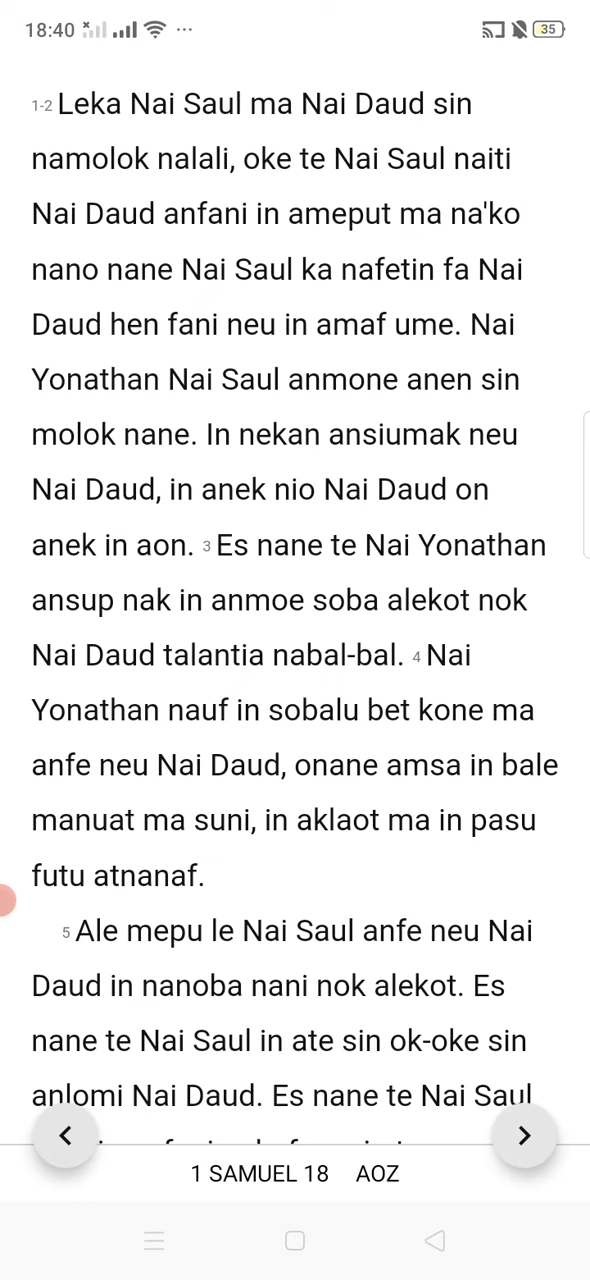 18:40 ... 35
1-2 Leka Nai Saul ma Nai Daud sin
namolok nalali, oke te Nai Saul naiti
Nai Daud anfani in ameput ma na'ko
nano nane Nai Saul ka nafetin fa Nai
Daud hen fani neu in amaf ume. Nai
Yonathan Nai Saul anmone anen sin
molok nane. In nekan ansiumak neu
Nai Daud, in anek nio Nai Daud on
anek in aon. 3 Es nane te Nai Yonathan
ansup nak in anmoe soba alekot nok
Nai Daud talantia nabal-bal. 4 Nai
Yonathan nauf in sobalu bet kone ma
anfe neu Nai Daud, onane amsa in bale
manuat ma suni, in aklaot ma in pasu
futu atnanaf.
5 Ale mepu le Nai Saul anfe neu Nai
Daud in nanoba nani nok alekot. Es
nane te Nai Saul in ate sin ok-oke sin
anlomi Nai Daud. Es nane te Nai Saul
1 SAMUEL 18 AOZ